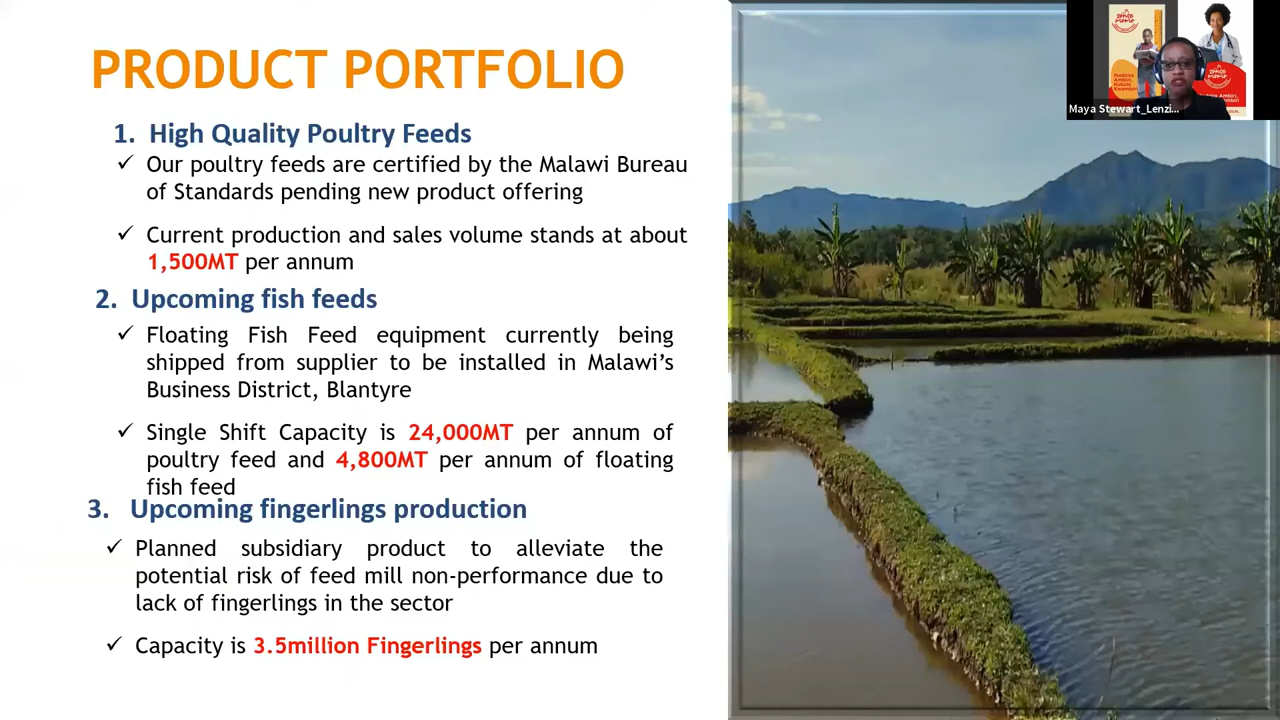 PRODUCT PORTFOLIO
1. High Quality Poultry Feeds
✓ Our poultry feeds are certified by the Malawi Bureau
of Standards pending new product offering
✓ Current production and sales volume stands at about
1,500MT per annum
2. Upcoming fish feeds
✓ Floating Fish Feed equipment currently being
shipped from supplier to be installed in Malawi’s
Business District, Blantyre
✓ Single Shift Capacity is 24,000MT per annum of
poultry feed and 4,800MT per annum of floating
fish feed
3. Upcoming fingerlings production
✓ Planned subsidiary product to alleviate the
potential risk of feed mill non-performance due to
lack of fingerlings in the sector
✓ Capacity is 3.5million Fingerlings per annum
Maya Stewart_Lenzi...